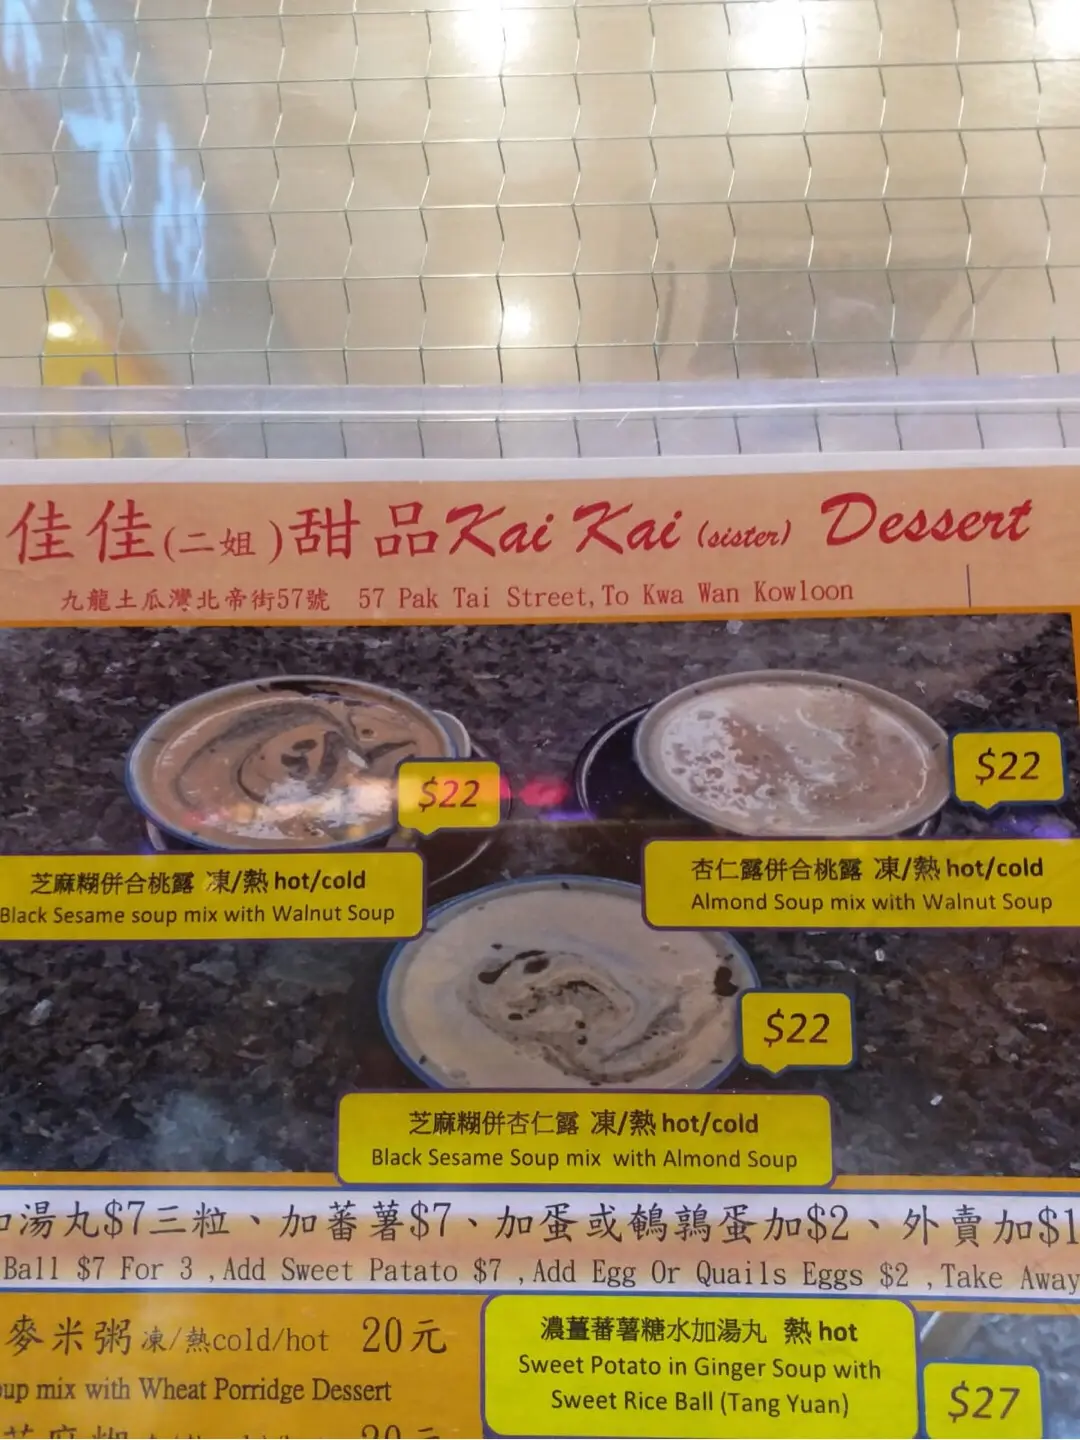 佳佳(二姐)甜品Kai Kai (sister) Dessert
九龍土瓜灣北帝街57號 57 Pak Tai Street,To Kwa Wan Kowloon
$22
$22
芝麻糊併合桃露 凍/熱 hot/cold
Black Sesame soup mix with Walnut Soup
杏仁露併合桃露 凍/熱 hot/cold
Almond Soup mix with Walnut Soup
$22
芝麻糊併杏仁露 凍/熱 hot/cold
Black Sesame Soup mix with Almond Soup
湯丸$7三粒、加蕃薯$7、加蛋或鵪鶉蛋加$2、外賣加$1
Ball $7 For 3 ,Add Sweet Patato $7 ,Add Egg Or Quails Eggs $2 ,Take Away
麥米粥凍/熱cold/hot 20元
mix with Wheat Porridge Dessert
濃薑蕃薯糖水加湯丸 熱 hot
Sweet Potato in Ginger Soup with
Sweet Rice Ball (Tang Yuan)
$27